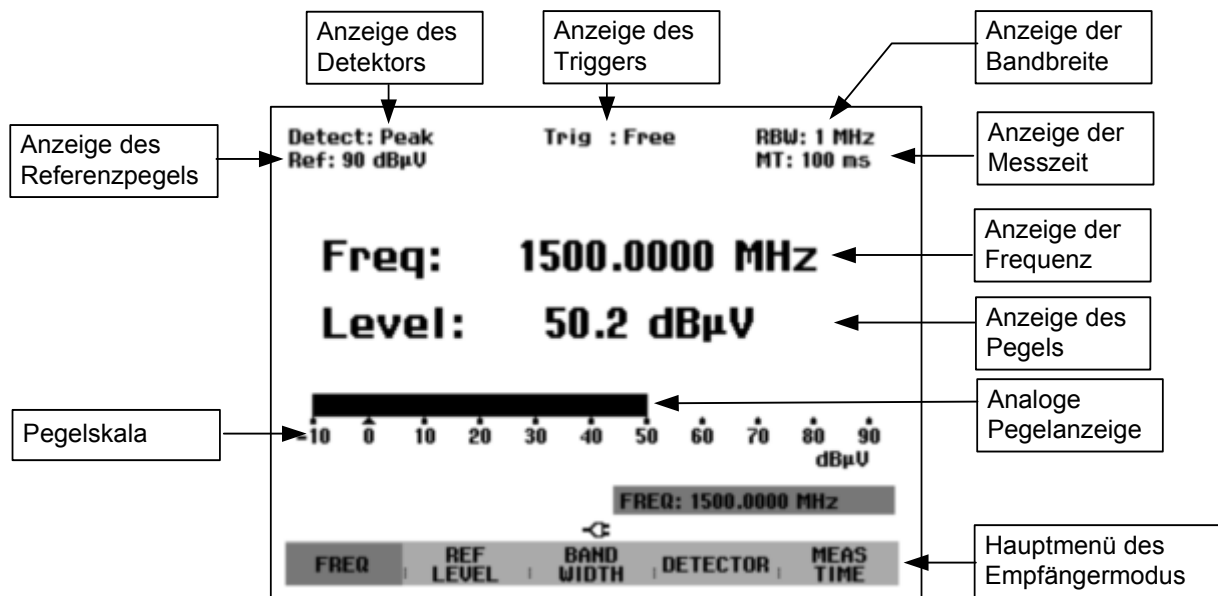 Anzeige des
Detektors
Anzeige des
Triggers
Anzeige der
Bandbreite
Anzeige des
Referenzpegels
Detect: Peak
Ref: 90 dBµV
Trig : Free
RBW: 1 MHz
MT: 100 ms
Anzeige der
Messzeit
Freq: 1500.0000 MHz
Anzeige der
Frequenz
Level: 50.2 dBµV
Anzeige des
Pegels
Analoge
Pegelanzeige
Pegelskala
-10 0 10 20 30 40 50 60 70 80 90
dBµV
FREQ: 1500.0000 MHz
FREQ
REF
LEVEL
BAND
WIDTH
DETECTOR
MEAS
TIME
Hauptmenü des
Empfängermodus